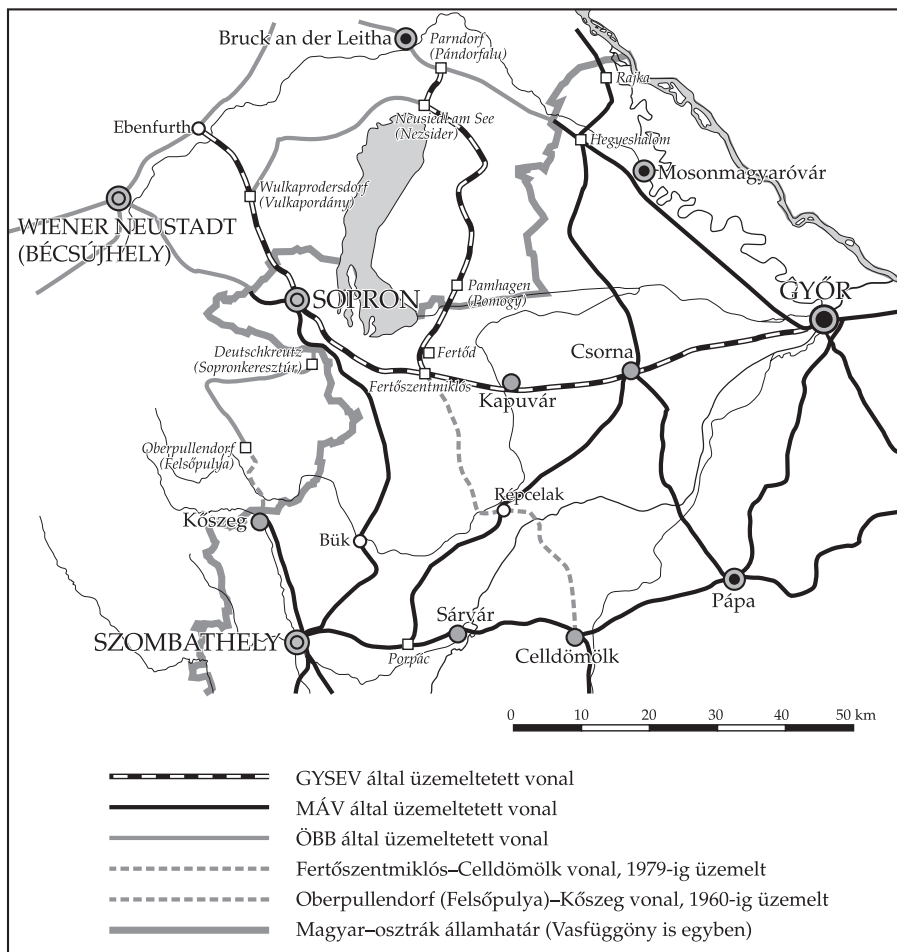 Bruck an der Leitha
Parndorf
(Pándorfalu)
Rajka
Ebenfurth
Neusiedl am See
(Nezsider)
Hegyeshalom
Mosonmagyaróvár
Wulkaprodersdorf
(Vulkapordány)
WIENER NEUSTADT
(BÉCSÚJHELY)
Pamhagen
(Pomogy)
SOPRON
GYŐR
Deutschkreutz
(Sopronkeresztúr)
Fertőd
Csorna
Fertőszentmiklós
Kapuvár
Oberpullendorf
(Felsőpulya)
Répcelak
Kőszeg
Bük
Pápa
Sárvár
SZOMBATHELY
Porpác
Celldömölk
0 10 20 30 40 50 km
GYSEV által üzemeltetett vonal
MÁV által üzemeltetett vonal
ÖBB által üzemeltetett vonal
Fertőszentmiklós–Celldömölk vonal, 1979-ig üzemelt
Oberpullendorf (Felsőpulya)–Kőszeg vonal, 1960-ig üzemelt
Magyar–osztrák államhatár (Vasfüggöny is egyben)